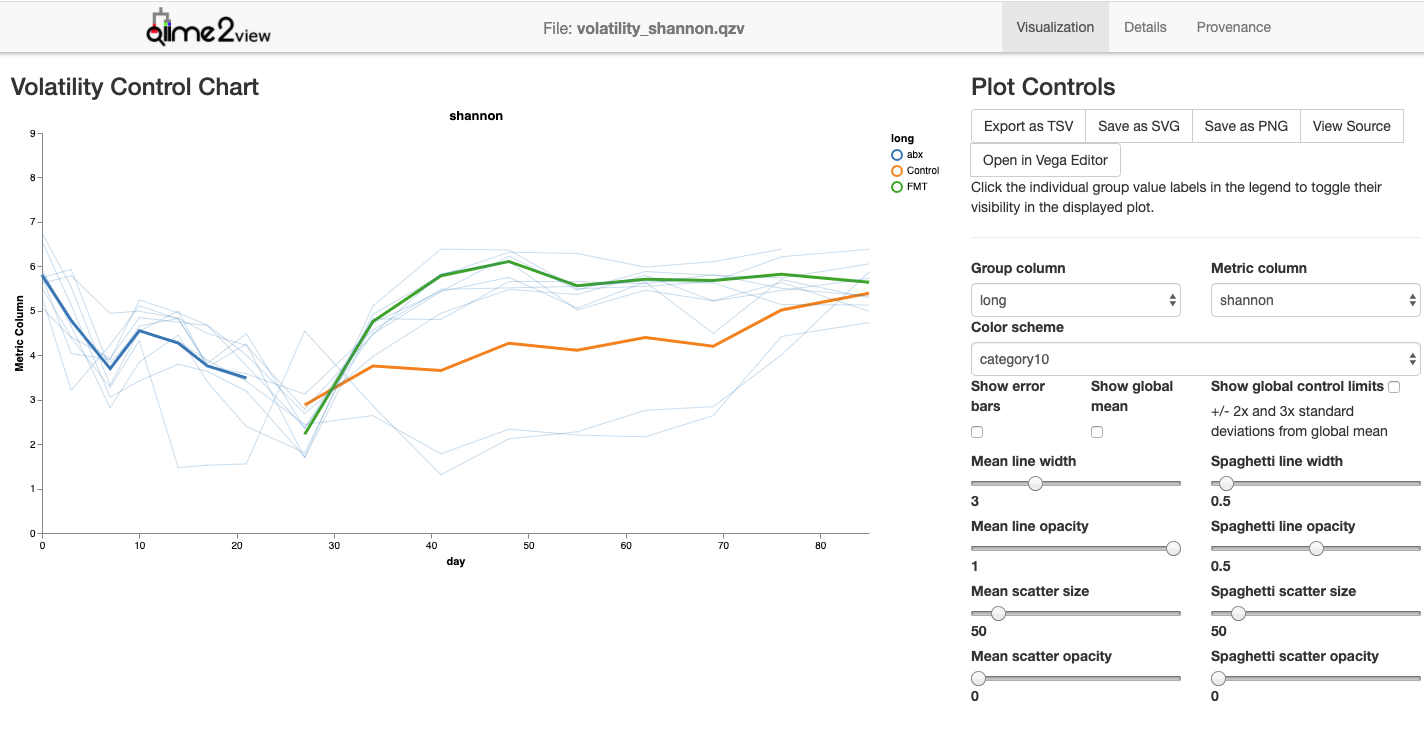 qiime2view
File: volatility_shannon.qzv
Visualization
Details
Provenance
Volatility Control Chart
shannon
9
8
7
6
5
4
3
2
1
0
Metric Column
0 10 20 30 40 50 60 70 80
day
long
abx
Control
FMT
Plot Controls
Export as TSV
Save as SVG
Save as PNG
View Source
Open in Vega Editor
Click the individual group value labels in the legend to toggle their
visibility in the displayed plot.
Group column
long
Metric column
shannon
Color scheme
category10
Show error
bars
Show global
mean
Show global control limits
+/- 2x and 3x standard
deviations from global mean
Mean line width
3
Spaghetti line width
0.5
Mean line opacity
1
Spaghetti line opacity
0.5
Mean scatter size
50
Spaghetti scatter size
50
Mean scatter opacity
0
Spaghetti scatter opacity
0